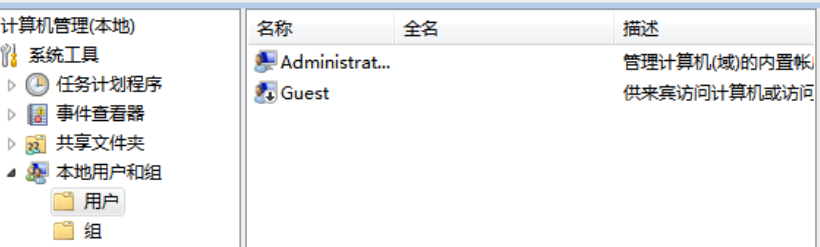 计算机管理(本地)
系统工具
任务计划程序
事件查看器
共享文件夹
本地用户和组
用户
组
名称 全名 描述
Administrat... 管理计算机(域)的内置帐
Guest 供来宾访问计算机或访问